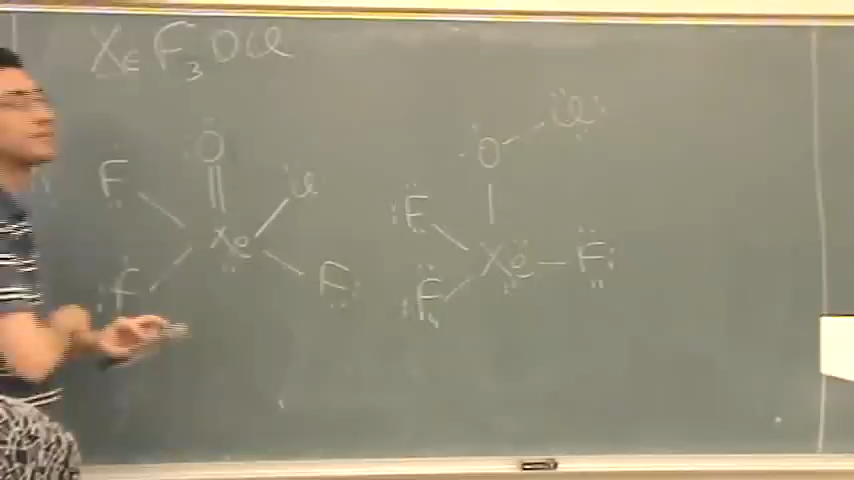 XeF3OCl
O Cl
O
F Cl
F
Xe F
F Xe F
F